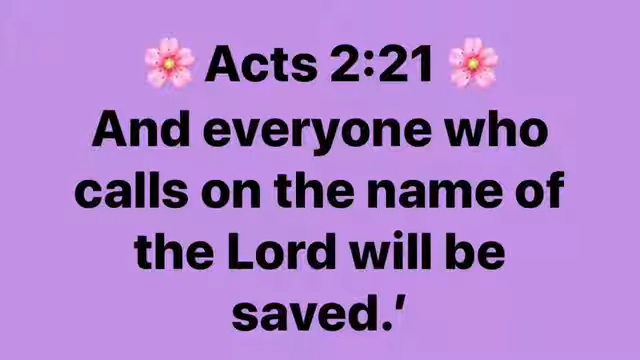 🌸 Acts 2:21 🌸
And everyone who
calls on the name of
the Lord will be
saved.’